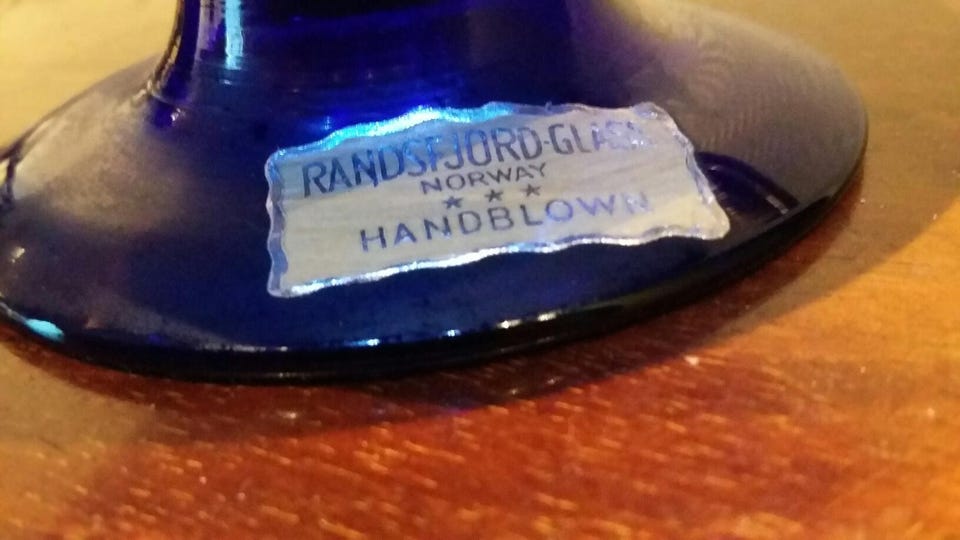 RANDSFJORD-GLASS
NORWAY
★ ★ ★
HANDBLOWN